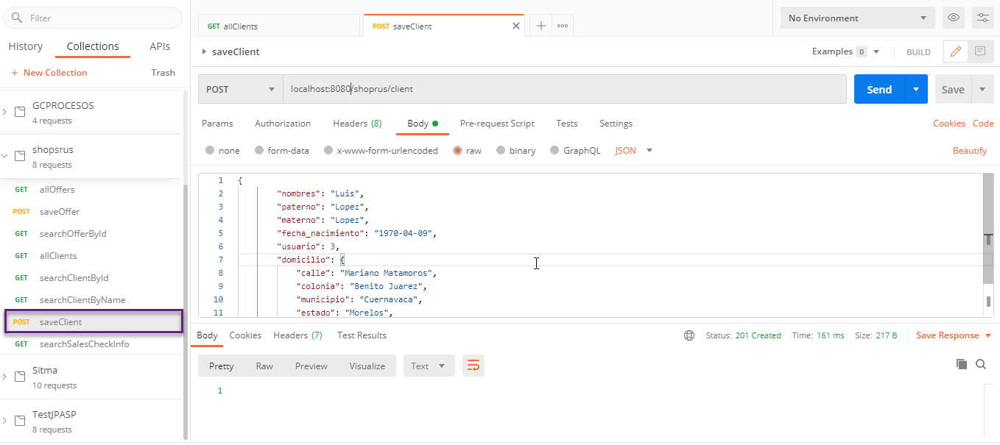 Filter
History Collections APIs
+ New Collection Trash
GCPROCESOS
4 requests
shopsrus
8 requests
GET allOffers
POST saveOffer
GET searchOfferById
GET allClients
GET searchClientById
GET searchClientByName
POST saveClient
GET searchSalesCheckInfo
Sitma
10 requests
TestJPASP
8 requests
GET allClients
POST saveClient
No Environment
saveClient
Examples 0
BUILD
POST localhost:8080/shoprus/client
Send Save
Params Authorization Headers (8) Body Pre-request Script Tests Settings Cookies Code
none form-data x-www-form-urlencoded raw binary GraphQL JSON Beautify
1 {
2 "nombres": "Luis",
3 "paterno": "Lopez",
4 "materno": "Lopez",
5 "fecha_nacimiento": "1970-04-09",
6 "usuario": 3,
7 "domicilio": {
8 "calle": "Mariano Matamoros",
9 "colonia": "Benito Juarez",
10 "municipio": "Cuernavaca",
11 "estado": "Morelos",
Body Cookies Headers (7) Test Results Status: 201 Created Time: 161 ms Size: 217 B Save Response
Pretty Raw Preview Visualize Text
1